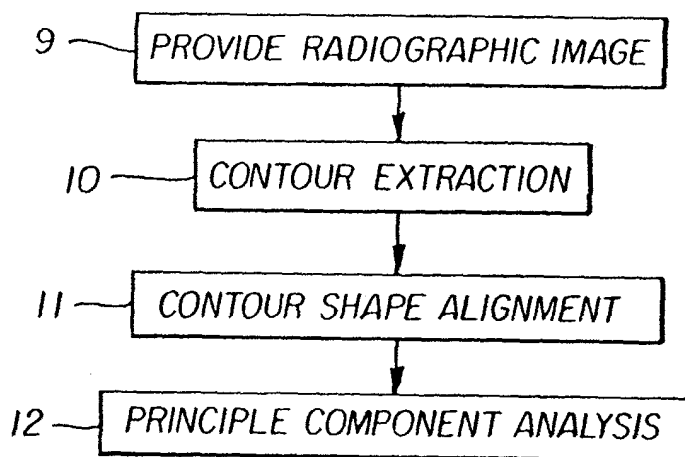 9 PROVIDE RADIOGRAPHIC IMAGE
10 CONTOUR EXTRACTION
11 CONTOUR SHAPE ALIGNMENT
12 PRINCIPLE COMPONENT ANALYSIS